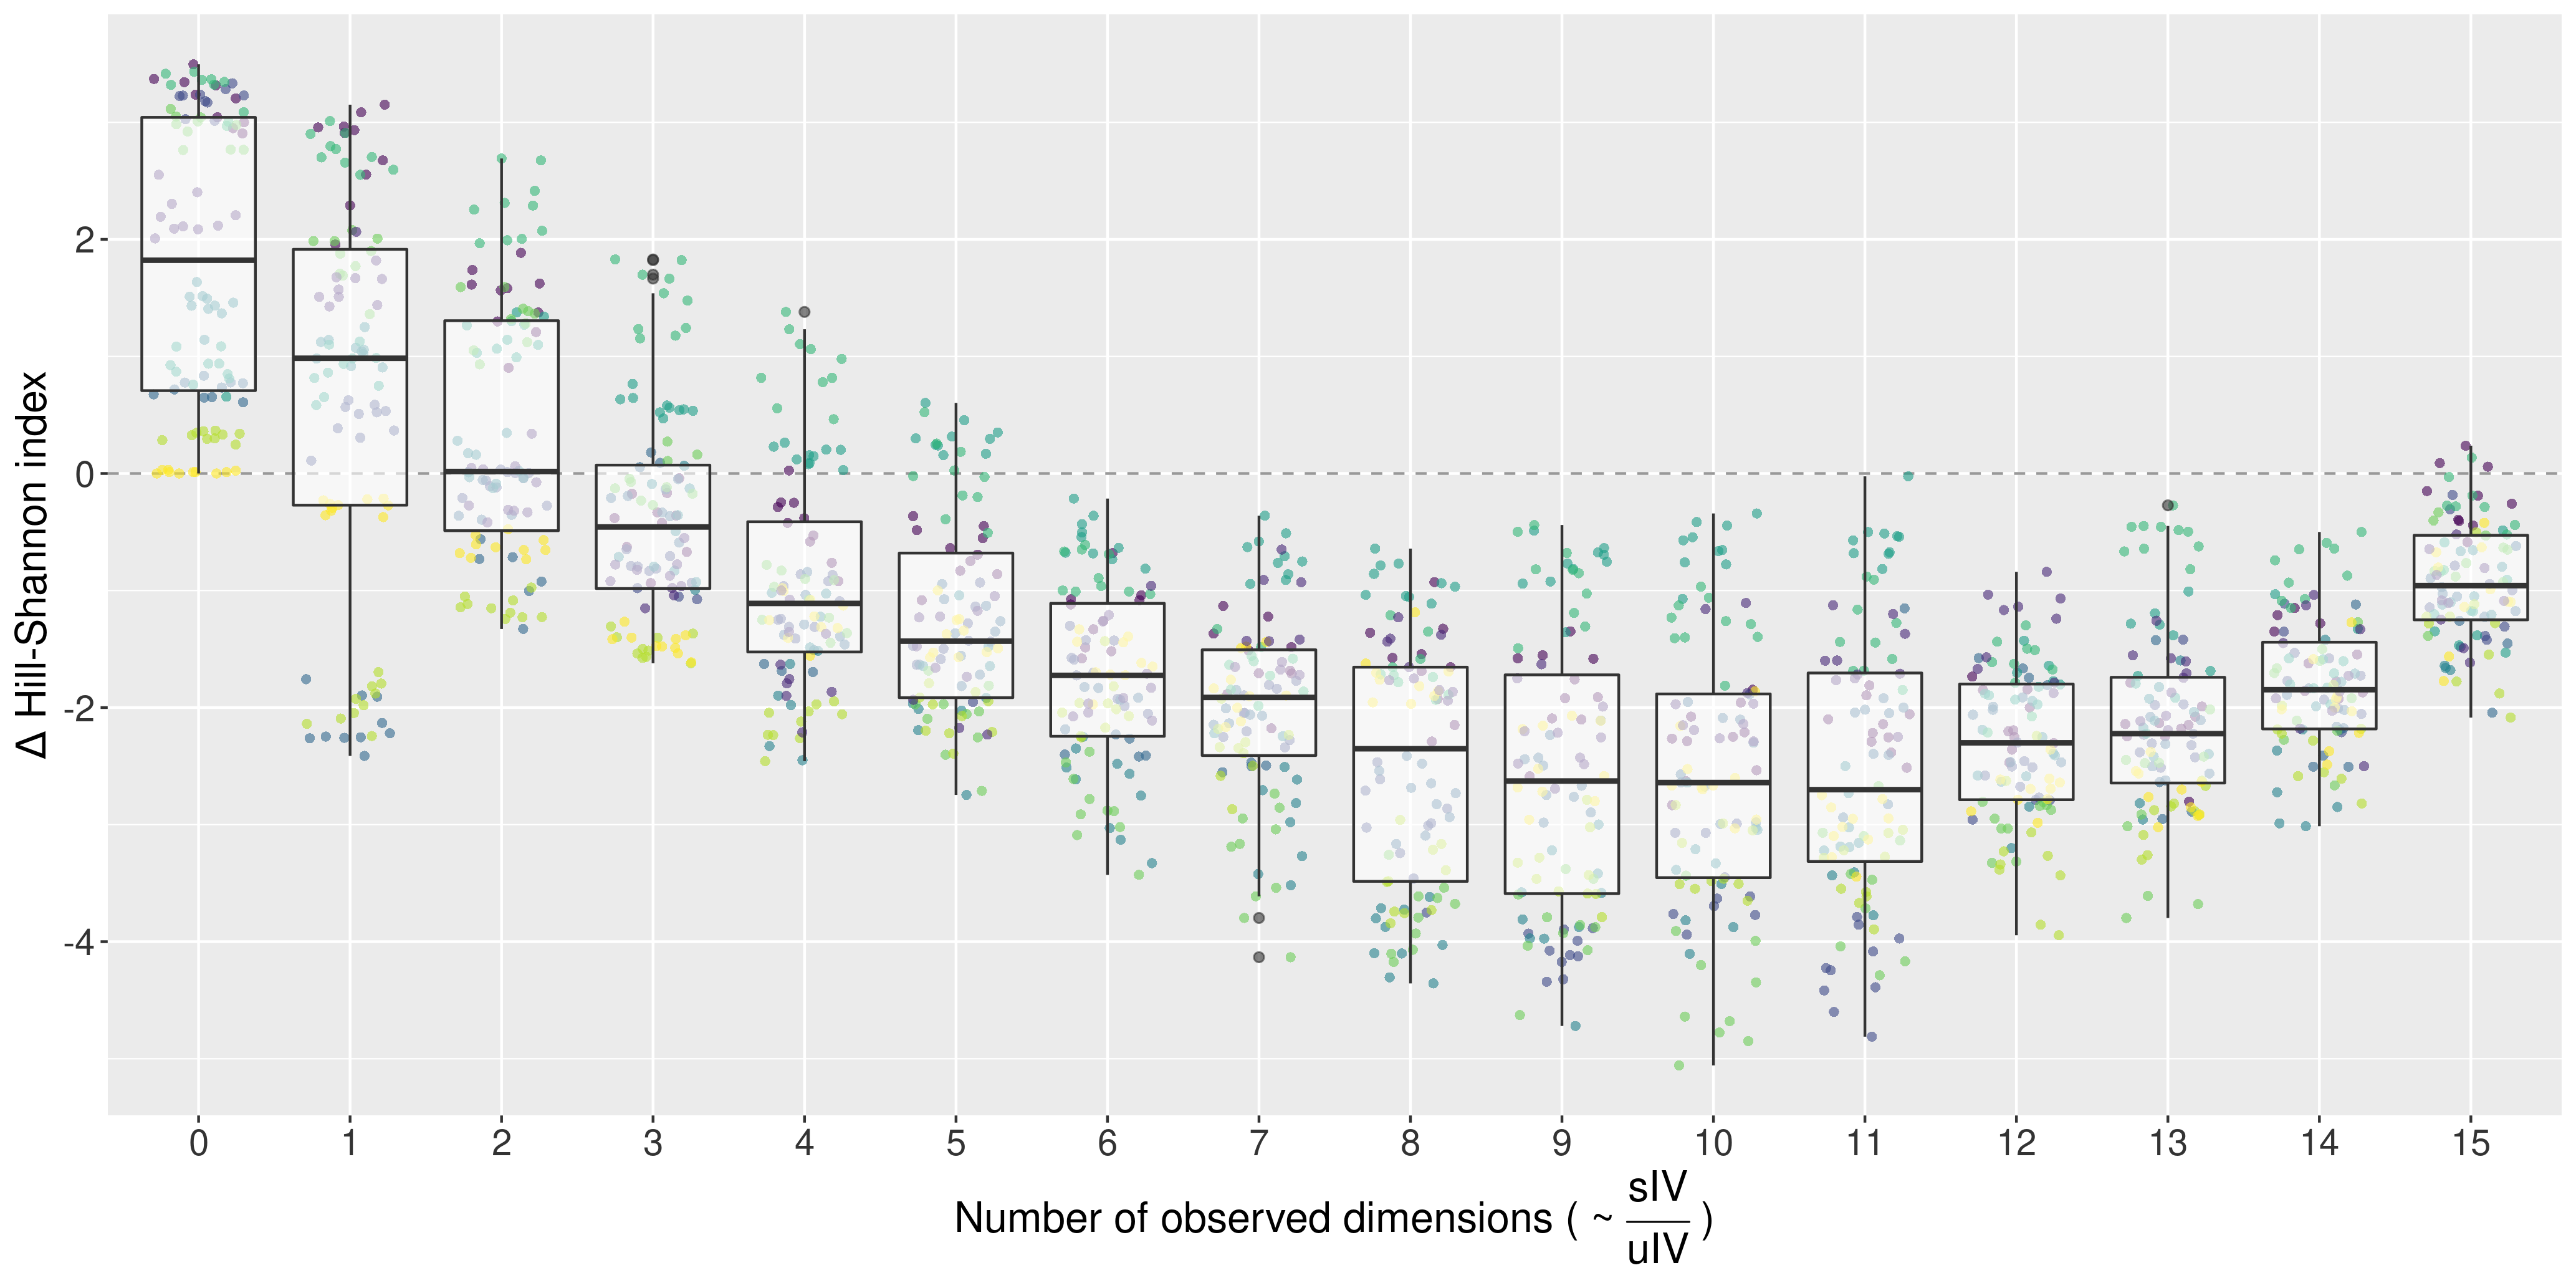 Δ Hill-Shannon index
2
0
-2
-4
0 1 2 3 4 5 6 7 8 9 10 11 12 13 14 15
Number of observed dimensions ( ~ sIV/uIV )